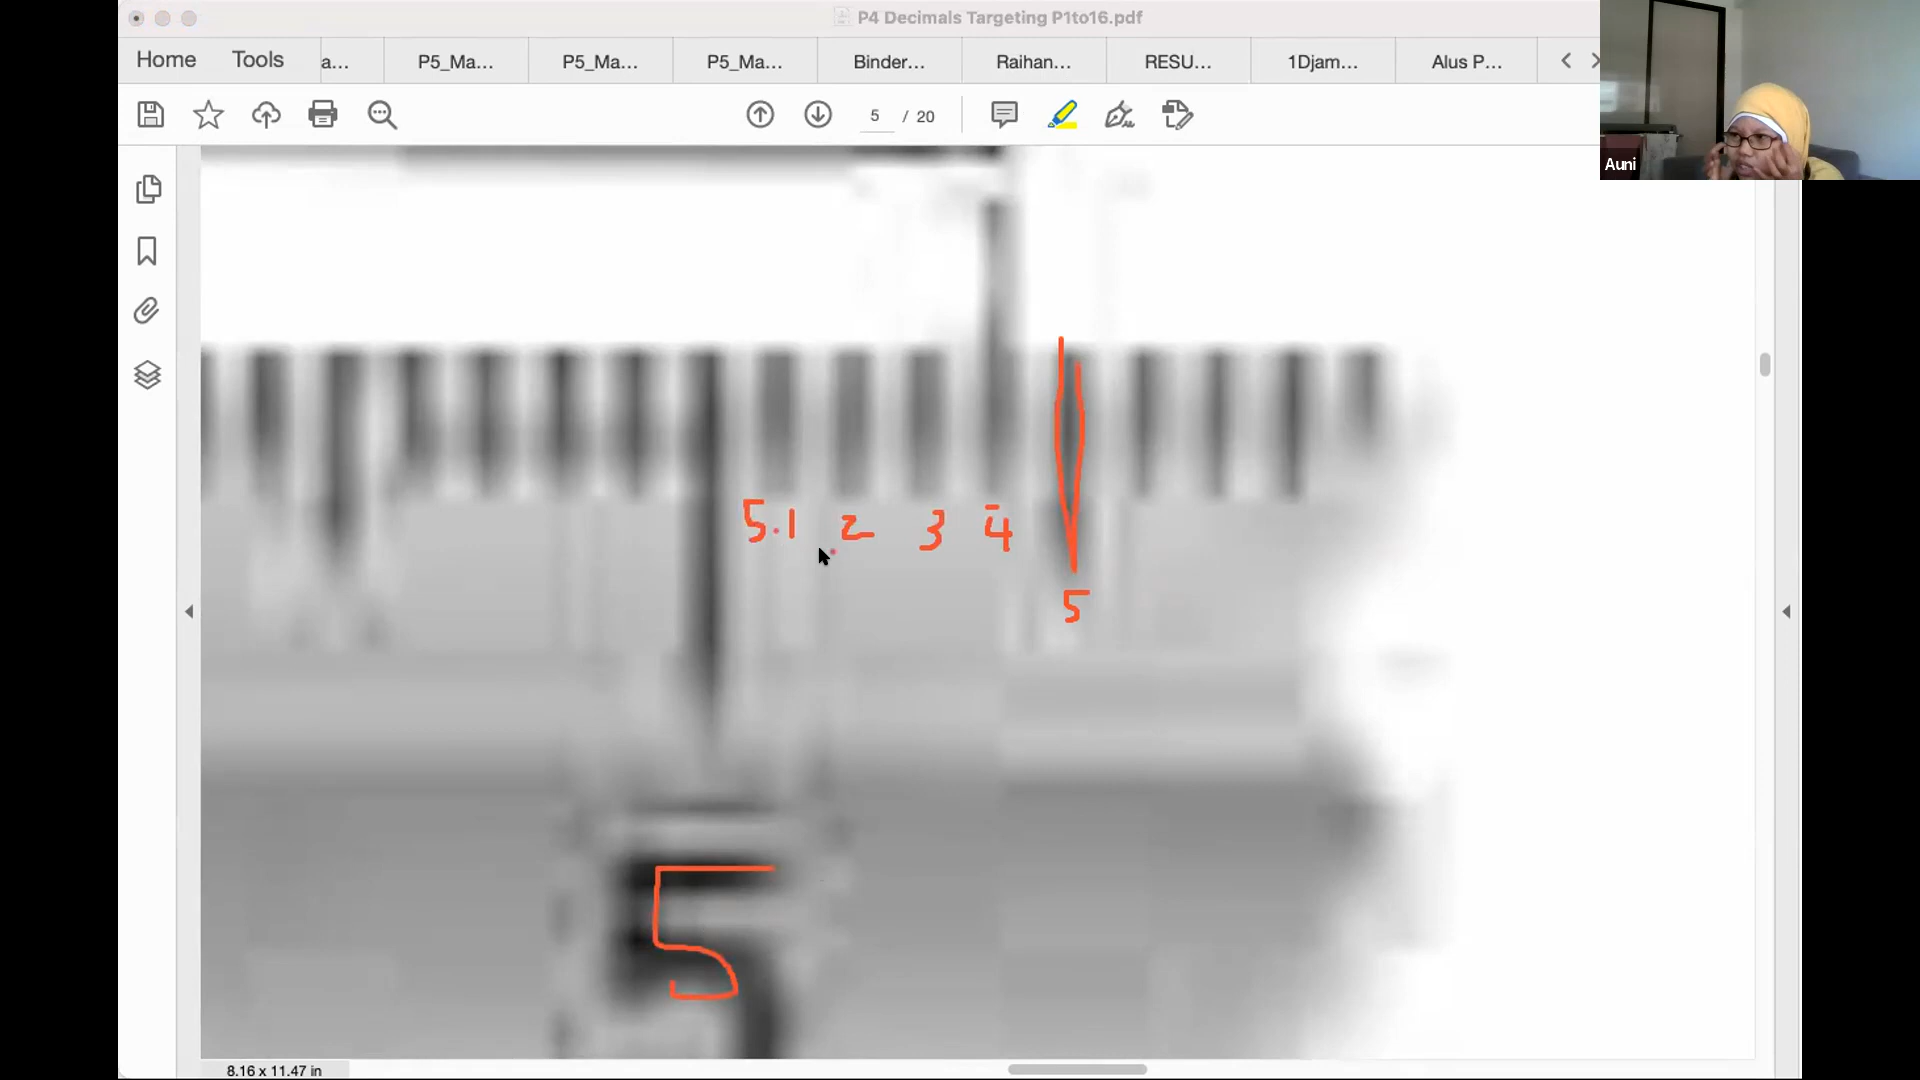 P4 Decimals Targeting P1to16.pdf
Home Tools a... P5_Ma... P5_Ma... P5_Ma... Binder... Raihan... RESU... 1Djam... Alus P...
5 / 20
Auni
5.1 2 3 4
5
5
8.16 x 11.47 in